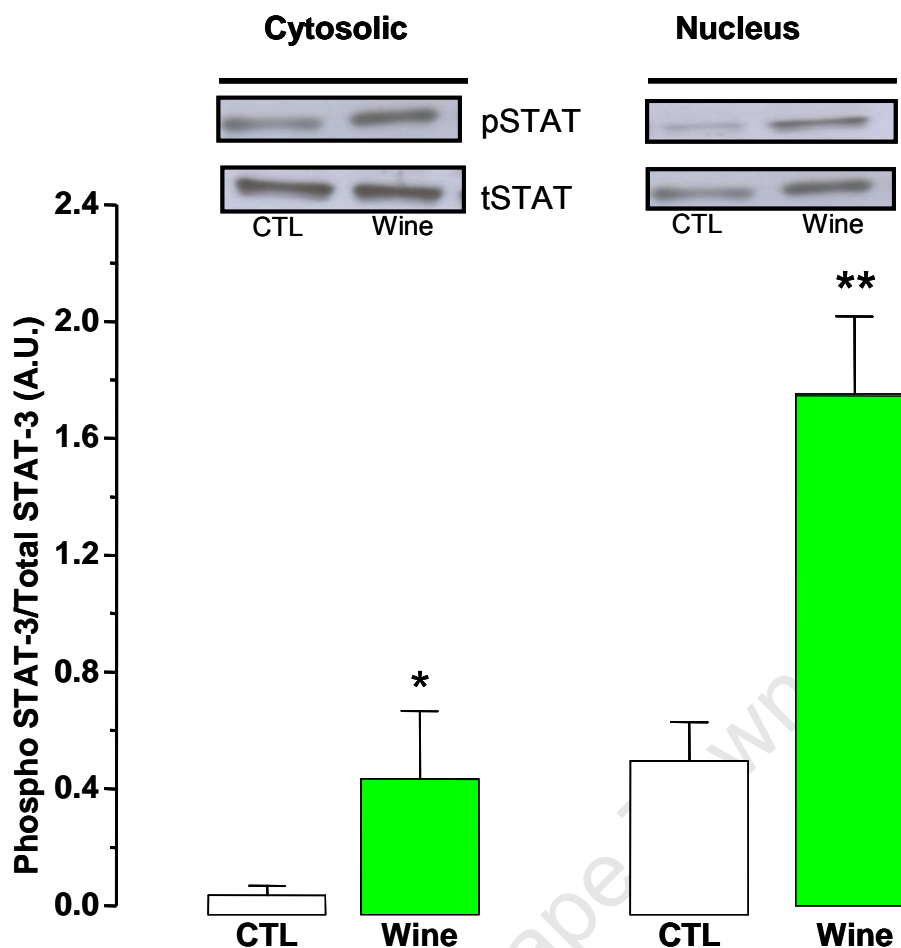 Cytosolic Nucleus
pSTAT
tSTAT
CTL Wine CTL Wine
Phospho STAT-3/Total STAT-3 (A.U.)
2.4
2.0
1.6
1.2
0.8
0.4
0.0
*
**
CTL Wine CTL Wine